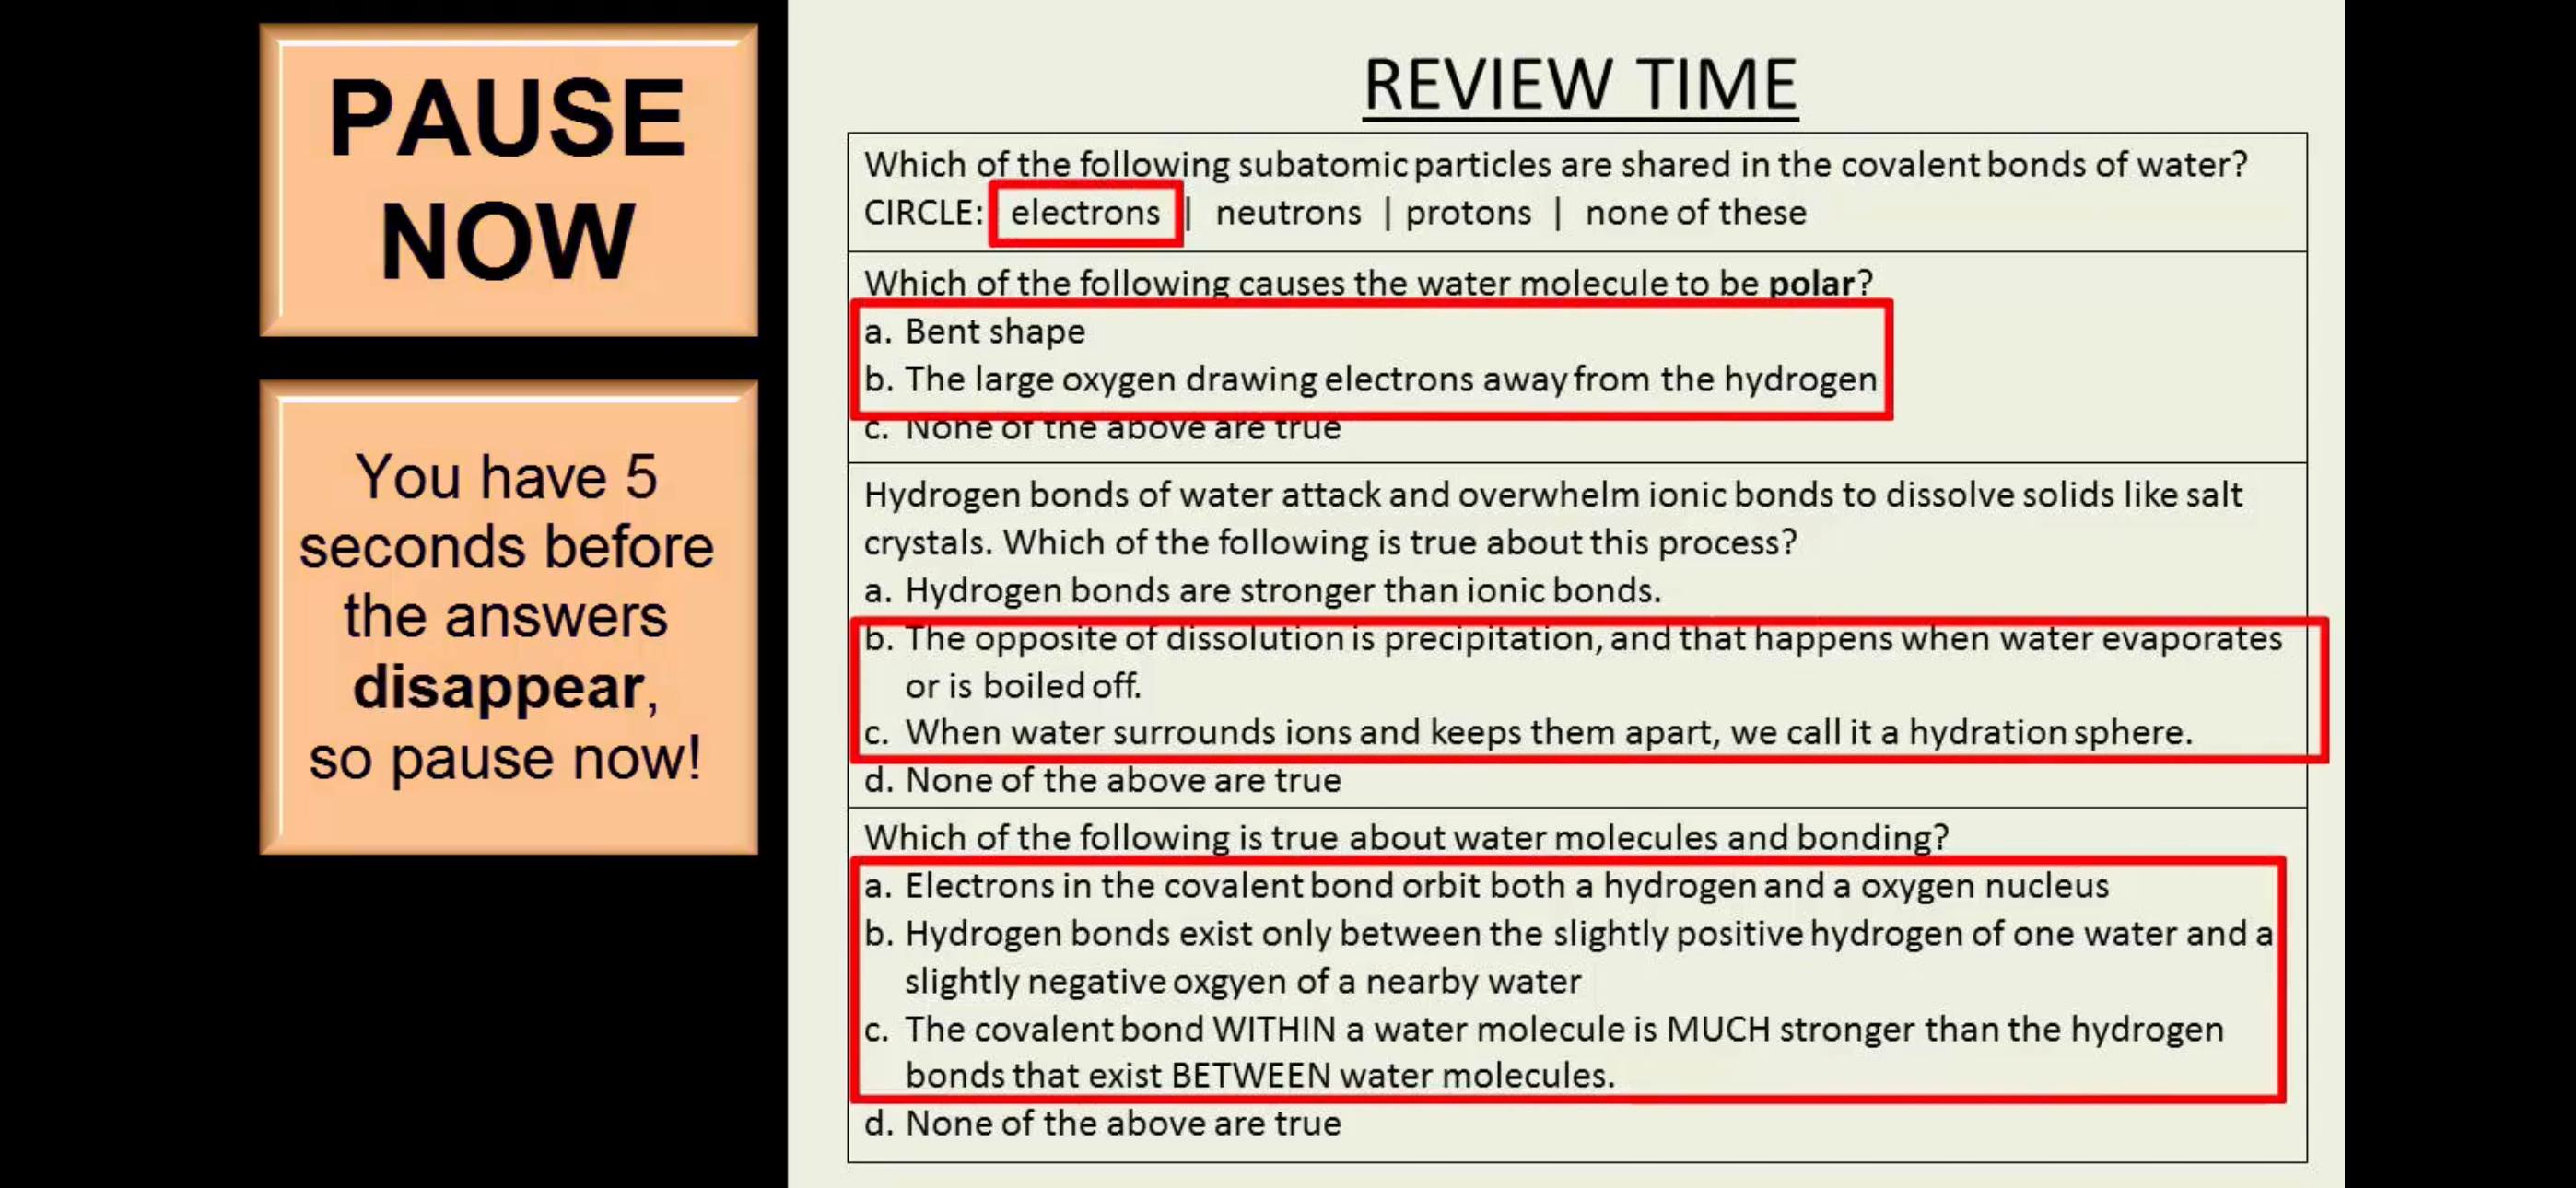 PAUSE
NOW
You have 5
seconds before
the answers
disappear,
so pause now!
REVIEW TIME
Which of the following subatomic particles are shared in the covalent bonds of water?
CIRCLE: electrons | neutrons | protons | none of these
Which of the following causes the water molecule to be polar?
a. Bent shape
b. The large oxygen drawing electrons away from the hydrogen
c. None of the above are true
Hydrogen bonds of water attack and overwhelm ionic bonds to dissolve solids like salt
crystals. Which of the following is true about this process?
a. Hydrogen bonds are stronger than ionic bonds.
b. The opposite of dissolution is precipitation, and that happens when water evaporates
or is boiled off.
c. When water surrounds ions and keeps them apart, we call it a hydration sphere.
d. None of the above are true
Which of the following is true about water molecules and bonding?
a. Electrons in the covalent bond orbit both a hydrogen and a oxygen nucleus
b. Hydrogen bonds exist only between the slightly positive hydrogen of one water and a
slightly negative oxgyen of a nearby water
c. The covalent bond WITHIN a water molecule is MUCH stronger than the hydrogen
bonds that exist BETWEEN water molecules.
d. None of the above are true